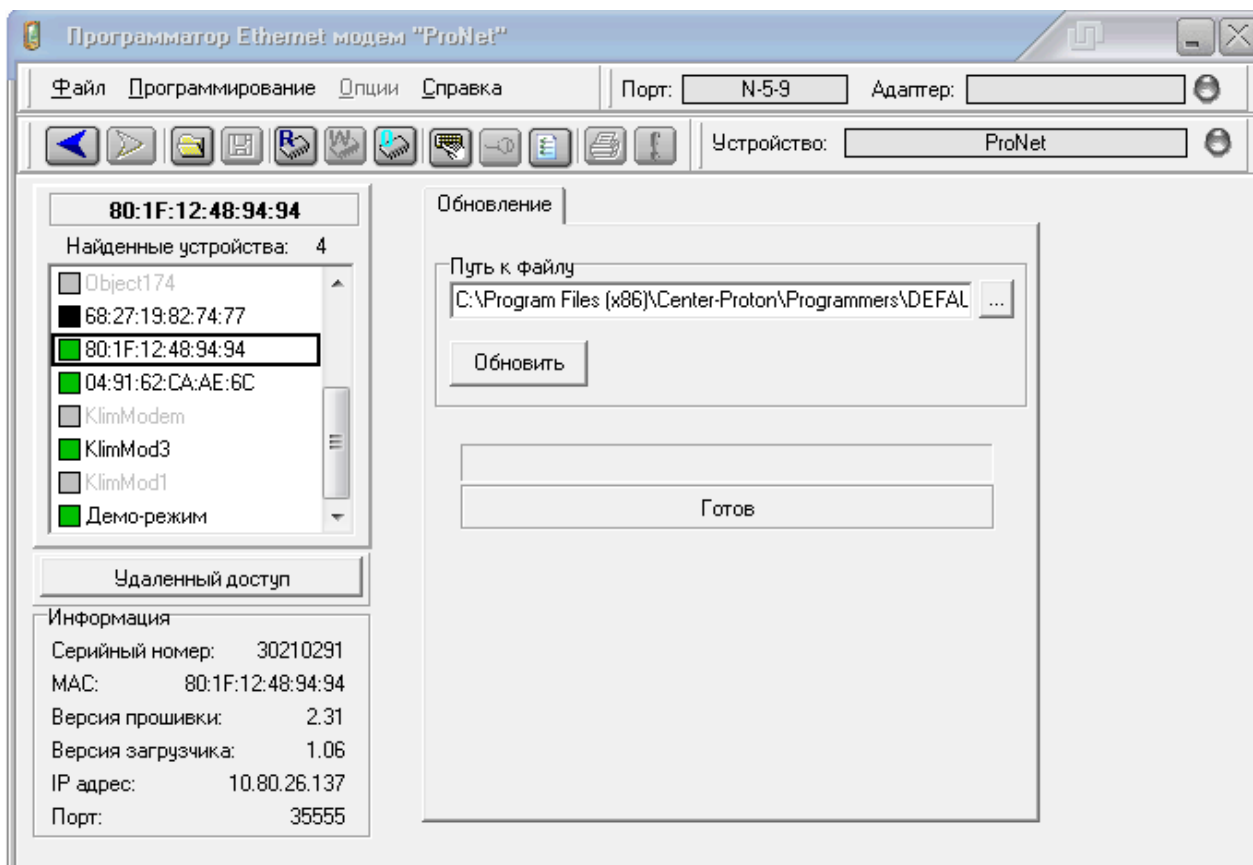 Программатор Ethernet модем "ProNet"
Файл Программирование Опции Справка Порт: N-5-9 Адаптер:
Устройство: ProNet
80:1F:12:48:94:94
Найденные устройства: 4
Object174
68:27:19:82:74:77
80:1F:12:48:94:94
04:91:62:CA:AE:6C
KlimModem
KlimMod3
KlimMod1
Демо-режим
Удаленный доступ
Информация
Серийный номер: 30210291
MAC: 80:1F:12:48:94:94
Версия прошивки: 2.31
Версия загрузчика: 1.06
IP адрес: 10.80.26.137
Порт: 35555
Обновление
Путь к файлу
C:\Program Files (x86)\Center-Proton\Programmers\DEFAU ...
Обновить
Готов